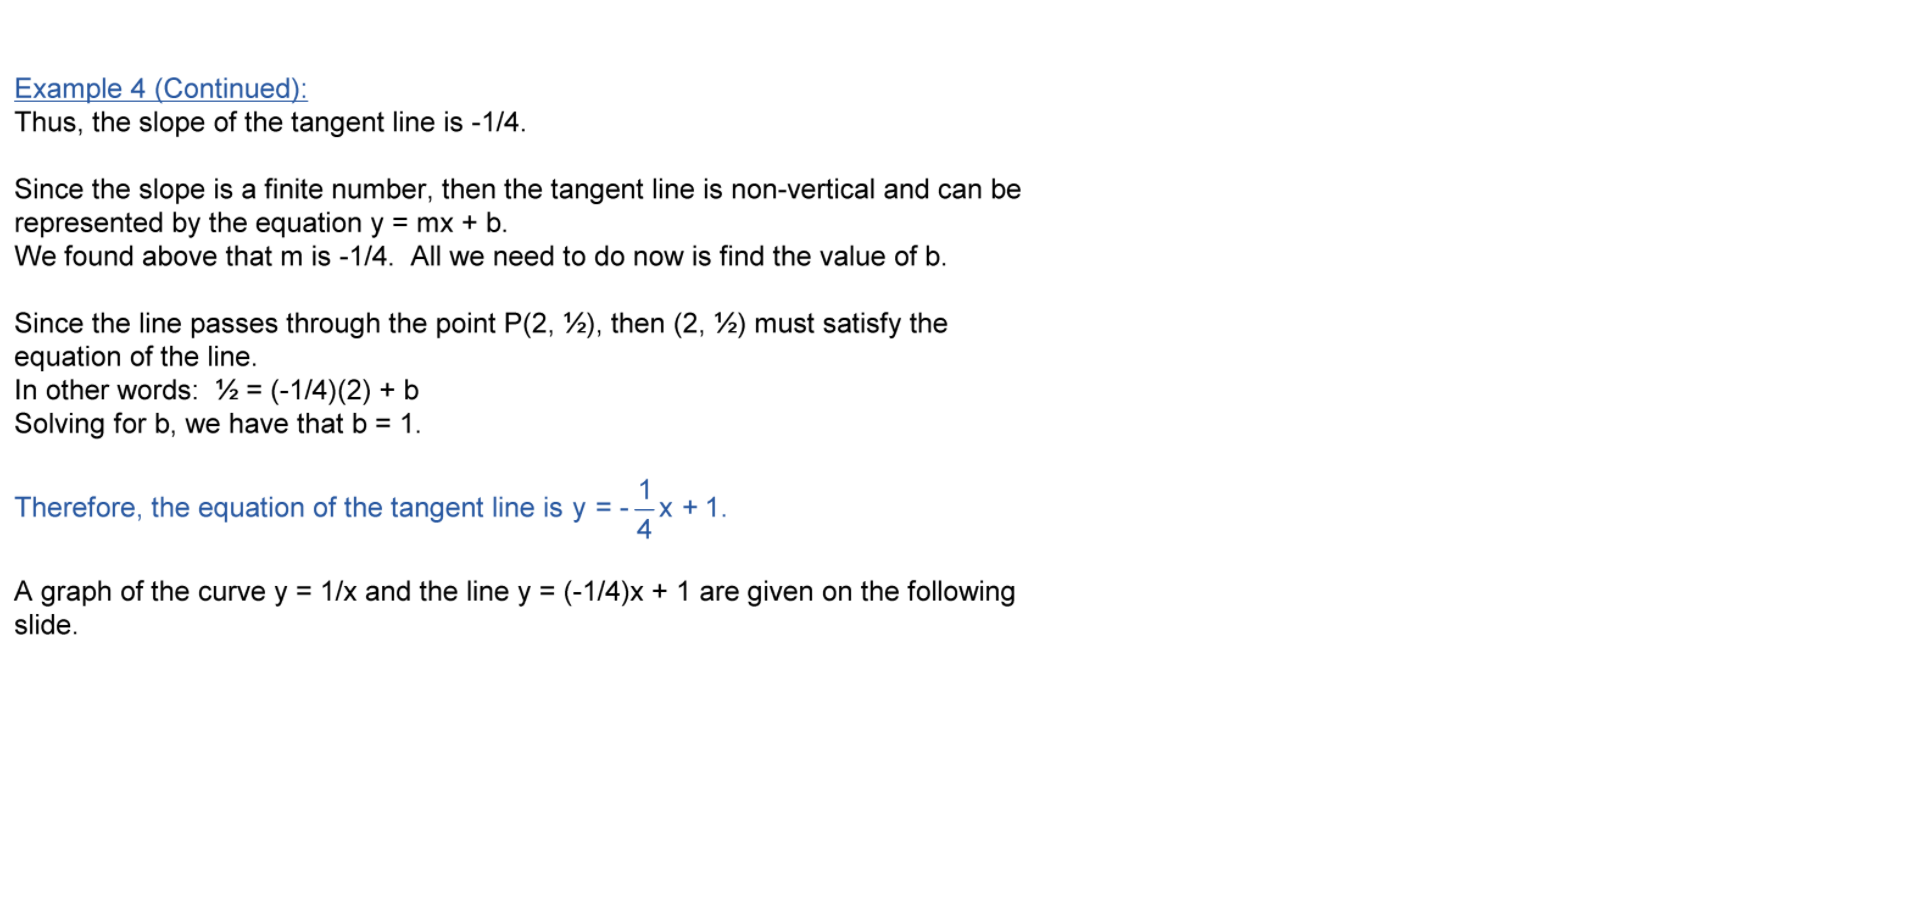 Example 4 (Continued):
Thus, the slope of the tangent line is -1/4.
Since the slope is a finite number, then the tangent line is non-vertical and can be
represented by the equation y = mx + b.
We found above that m is -1/4.  All we need to do now is find the value of b.
Since the line passes through the point P(2, ½), then (2, ½) must satisfy the
equation of the line.
In other words:  ½ = (-1/4)(2) + b
Solving for b, we have that b = 1.
Therefore, the equation of the tangent line is y = -1/4x + 1.
A graph of the curve y = 1/x and the line y = (-1/4)x + 1 are given on the following
slide.